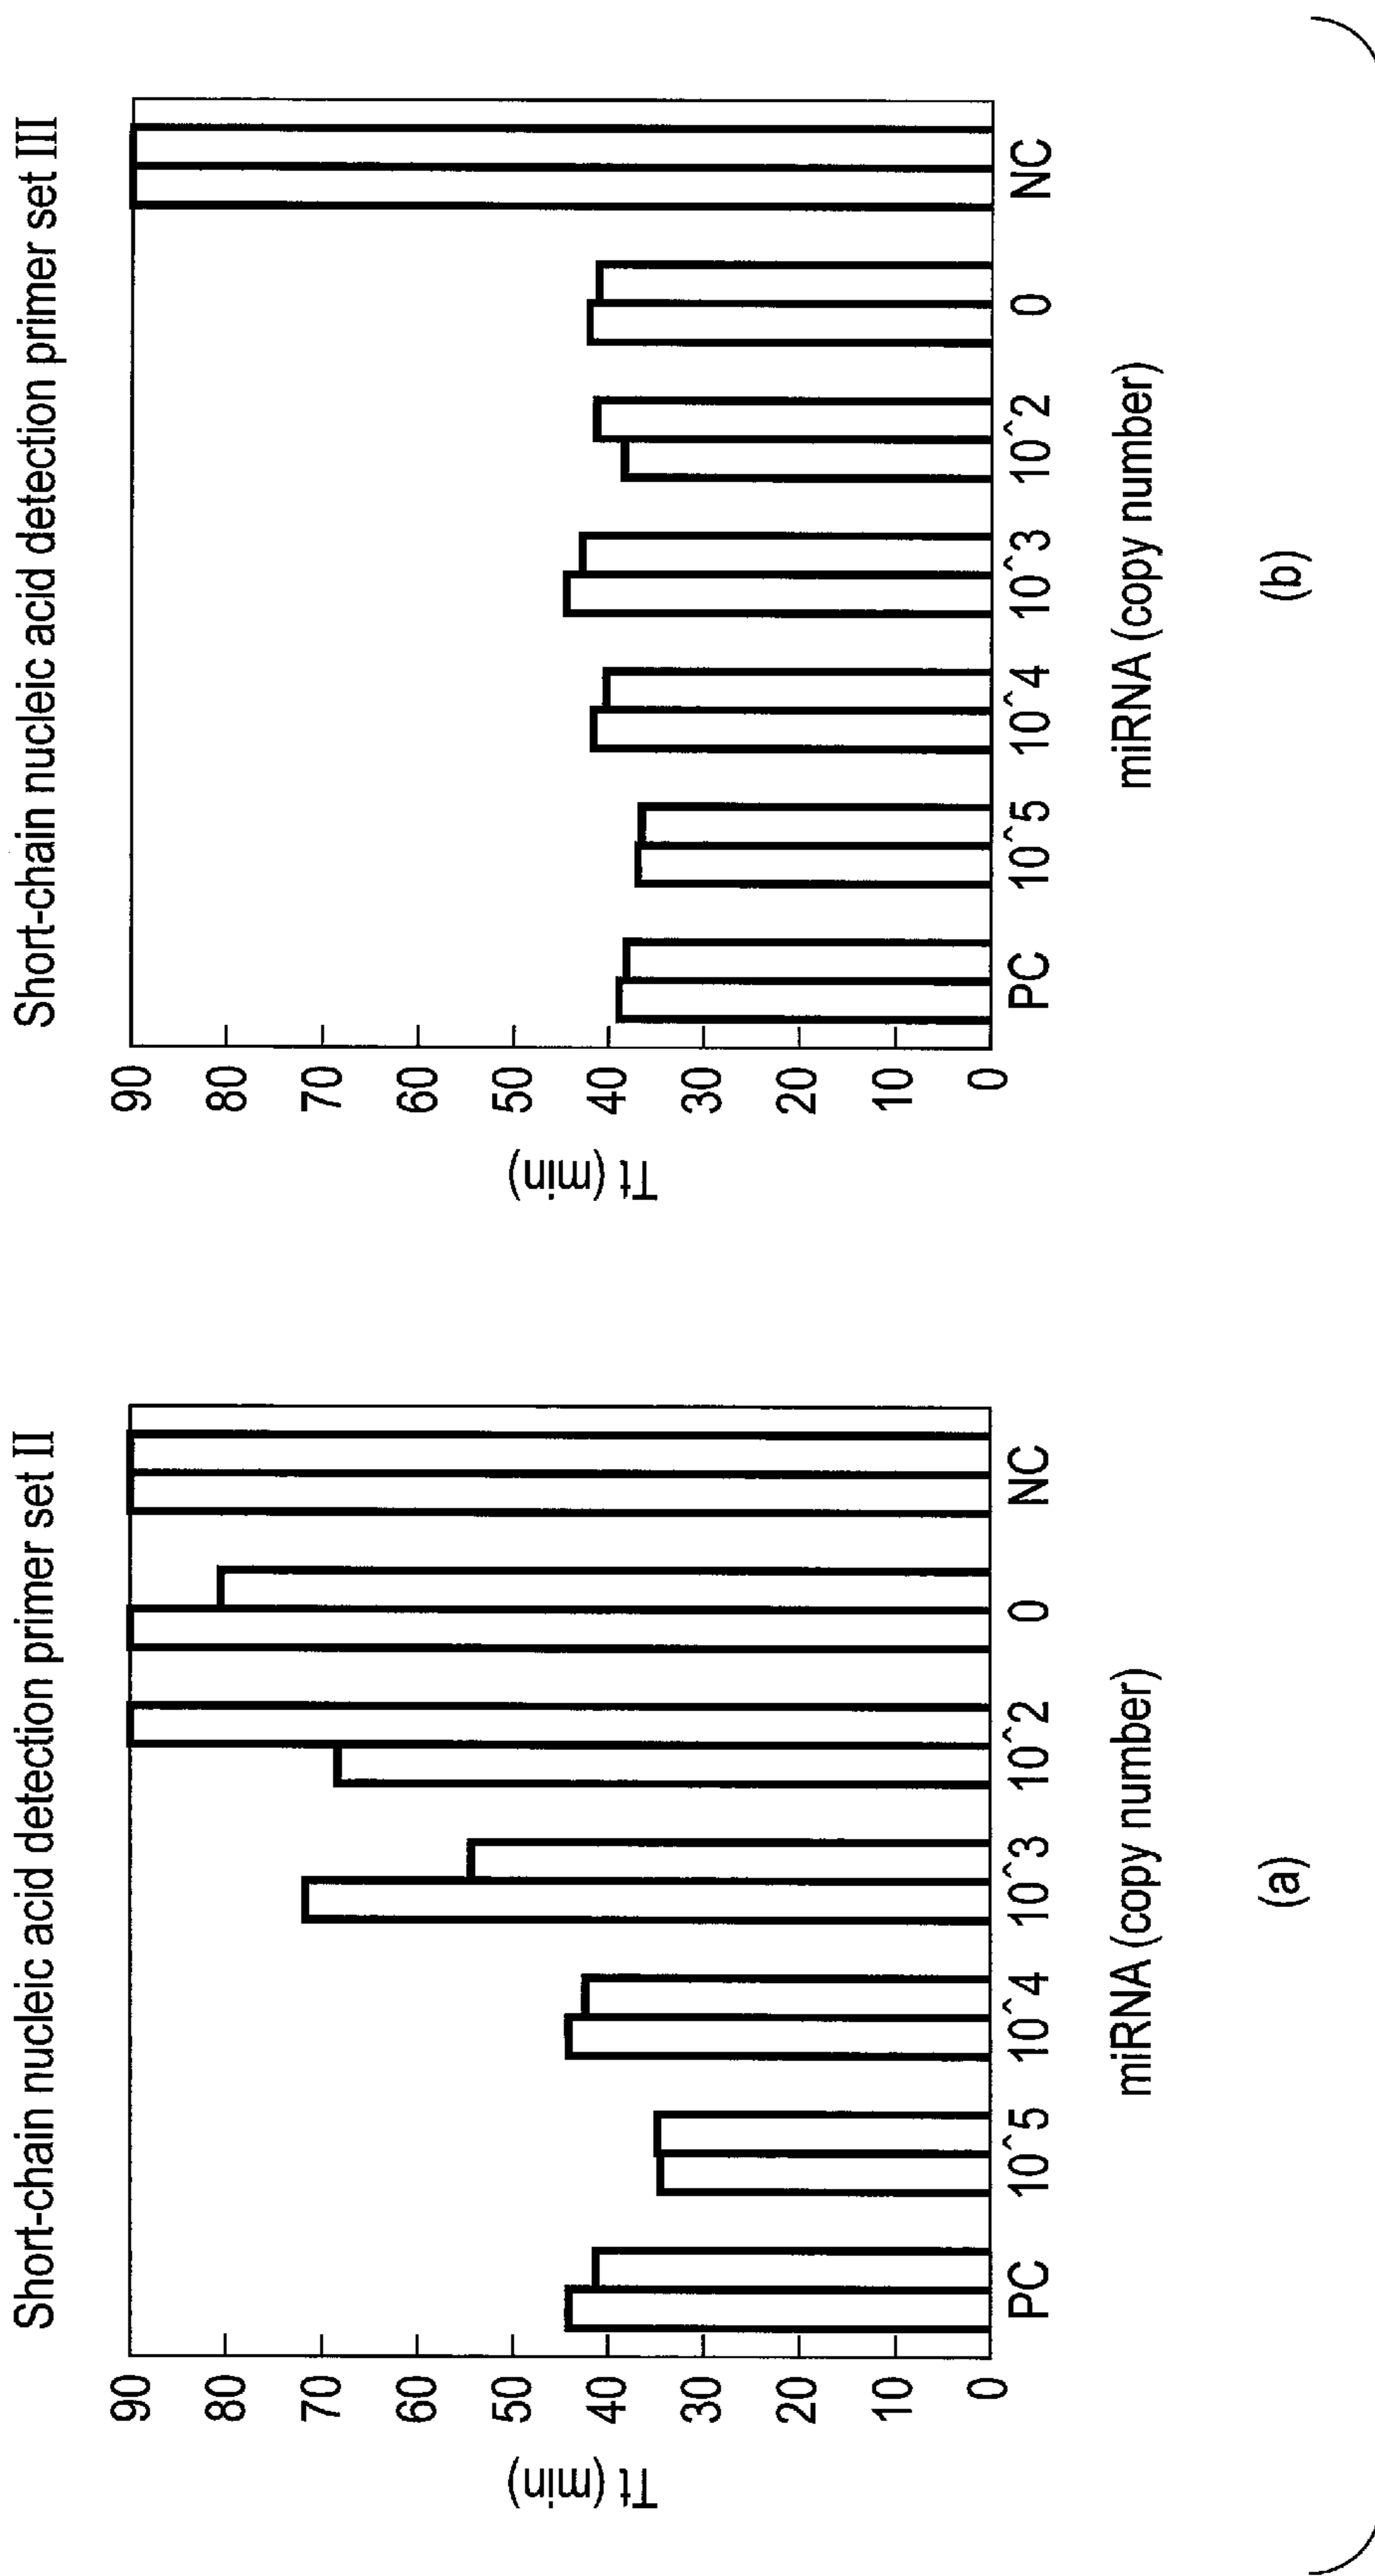 Short-chain nucleic acid detection primer set II
Tt (min)
90
80
70
60
50
40
30
20
10
0
PC 10^5 10^4 10^3 10^2 0 NC
miRNA (copy number)
(a)
Short-chain nucleic acid detection primer set III
Tt (min)
90
80
70
60
50
40
30
20
10
0
PC 10^5 10^4 10^3 10^2 0 NC
miRNA (copy number)
(b)